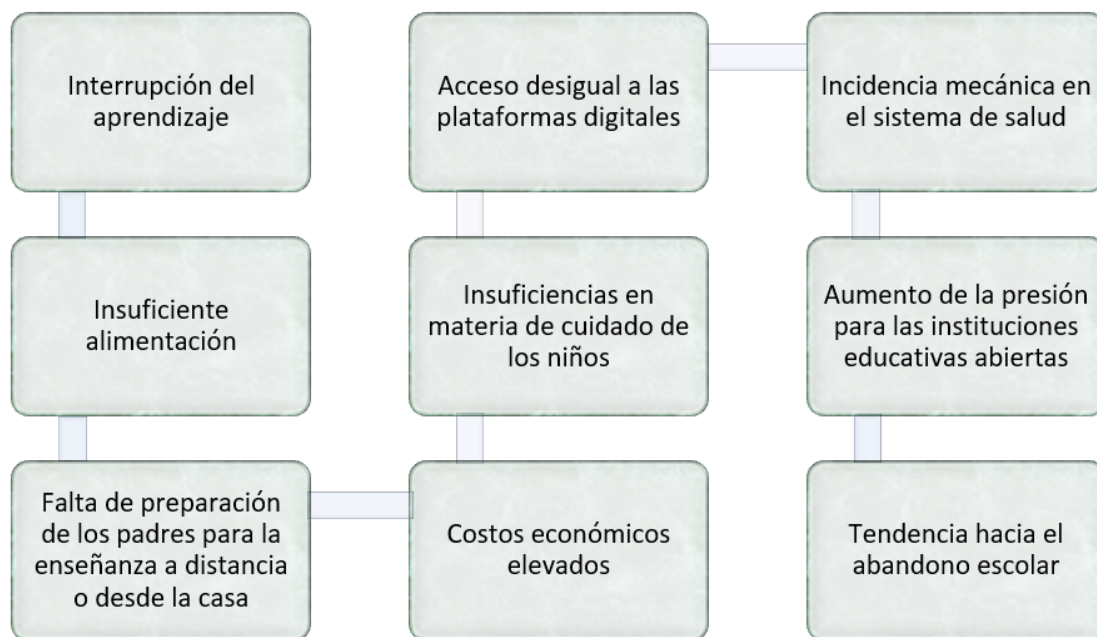 Interrupción del
aprendizaje
Insuficiente
alimentación
Falta de preparación
de los padres para la
enseñanza a distancia
o desde la casa
Costos económicos
elevados
Insuficiencias en
materia de cuidado de
los niños
Acceso desigual a las
plataformas digitales
Incidencia mecánica en
el sistema de salud
Aumento de la presión
para las instituciones
educativas abiertas
Tendencia hacia el
abandono escolar